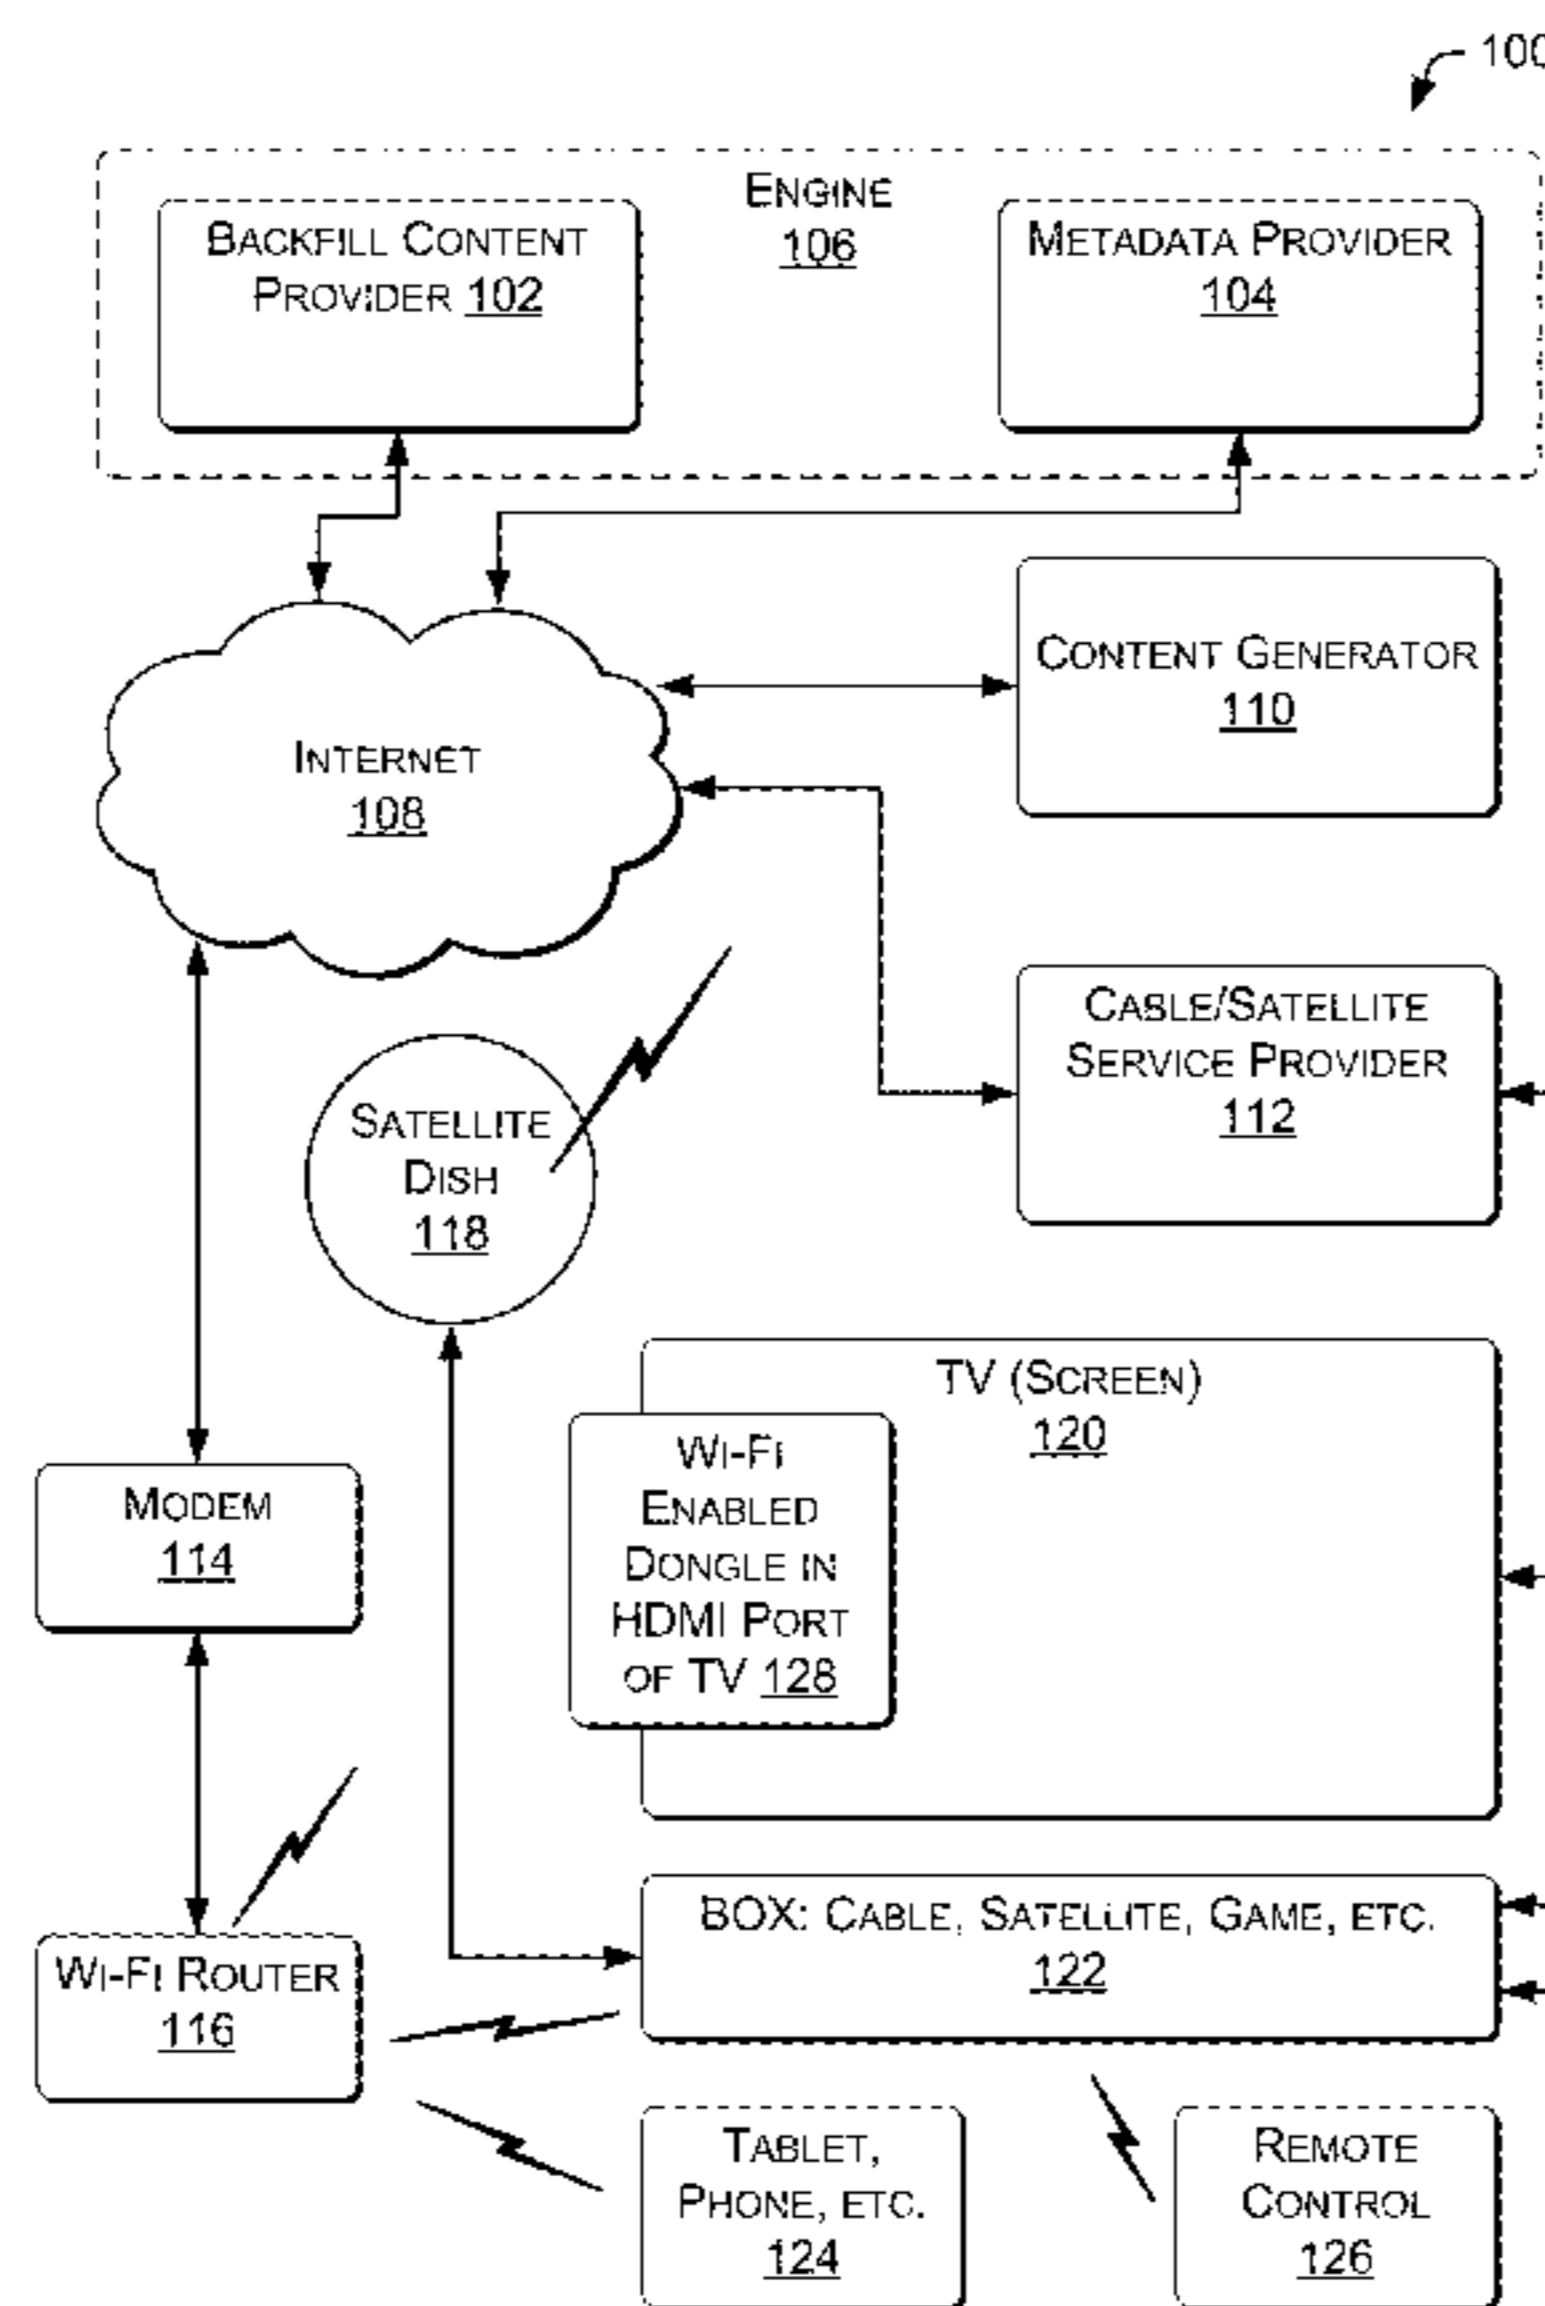 100
ENGINE
106
BACKFILL CONTENT
PROVIDER 102
METADATA PROVIDER
104
CONTENT GENERATOR
110
INTERNET
108
CABLE/SATELLITE
SERVICE PROVIDER
112
SATELLITE
DISH
118
TV (SCREEN)
120
WI-FI
ENABLED
DONGLE IN
HDMI PORT
OF TV 128
MODEM
114
BOX: CABLE, SATELLITE, GAME, ETC.
122
WI-FI ROUTER
116
TABLET,
PHONE, ETC.
124
REMOTE
CONTROL
126